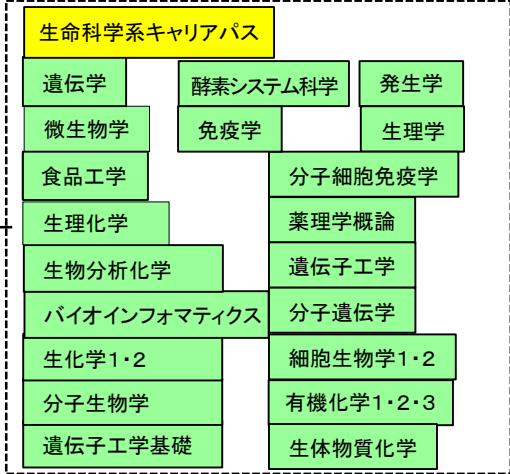 生命科学系キャリアパス
遺伝学 酵素システム科学 発生学
微生物学 免疫学 生理学
食品工学 分子細胞免疫学
生理化学 薬理学概論
生物分析化学 遺伝子工学
バイオインフォマティクス 分子遺伝学
生化学1・2 細胞生物学1・2
分子生物学 有機化学1・2・3
遺伝子工学基礎 生体物質化学